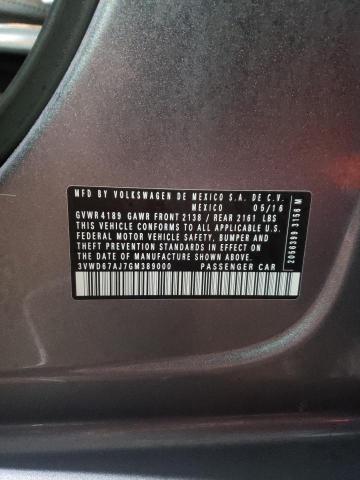 MFD BY VOLKSWAGEN DE MEXICO S.A. DE C.V.
MEXICO 05/16
GVWR 4189 GAWR FRONT 2138 / REAR 2161 LBS
THIS VEHICLE CONFORMS TO ALL APPLICABLE U.S.
FEDERAL MOTOR VEHICLE SAFETY, BUMPER AND
THEFT PREVENTION STANDARDS IN EFFECT ON
THE DATE OF MANUFACTURE SHOWN ABOVE
3VWD67AJ7GM389000 PASSENGER CAR
2056399 3156 M